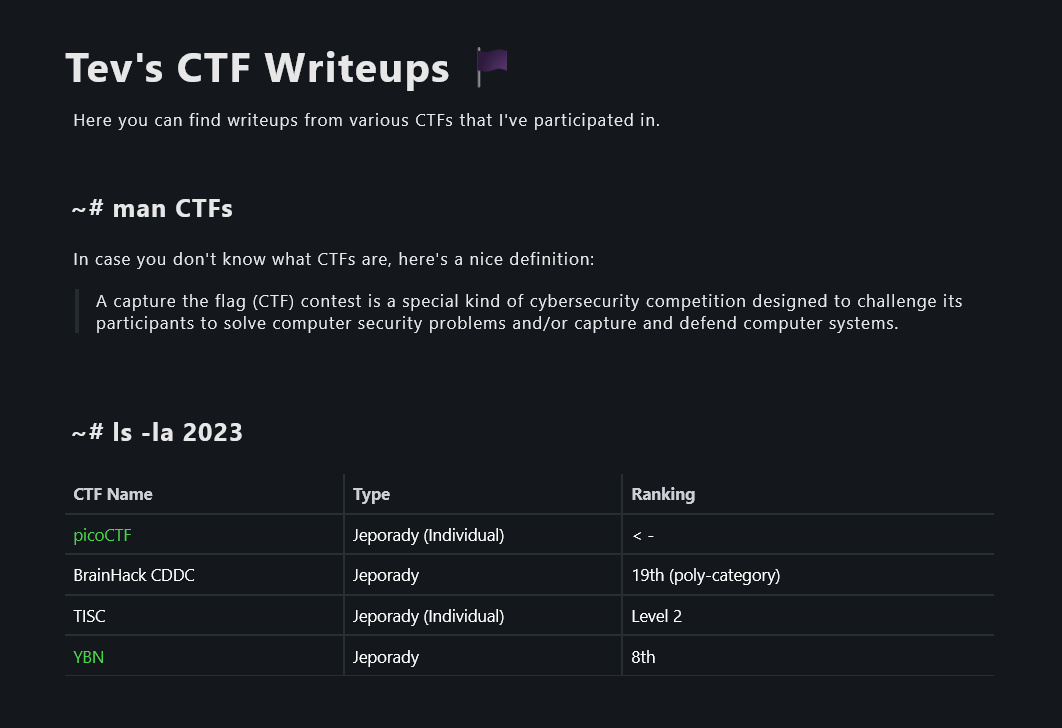 Tev's CTF Writeups
Here you can find writeups from various CTFs that I've participated in.
~# man CTFs
In case you don't know what CTFs are, here's a nice definition:
A capture the flag (CTF) contest is a special kind of cybersecurity competition designed to challenge its
participants to solve computer security problems and/or capture and defend computer systems.
~# ls -la 2023
CTF Name Type Ranking
picoCTF Jeporady (Individual) < -
BrainHack CDDC Jeporady 19th (poly-category)
TISC Jeporady (Individual) Level 2
YBN Jeporady 8th